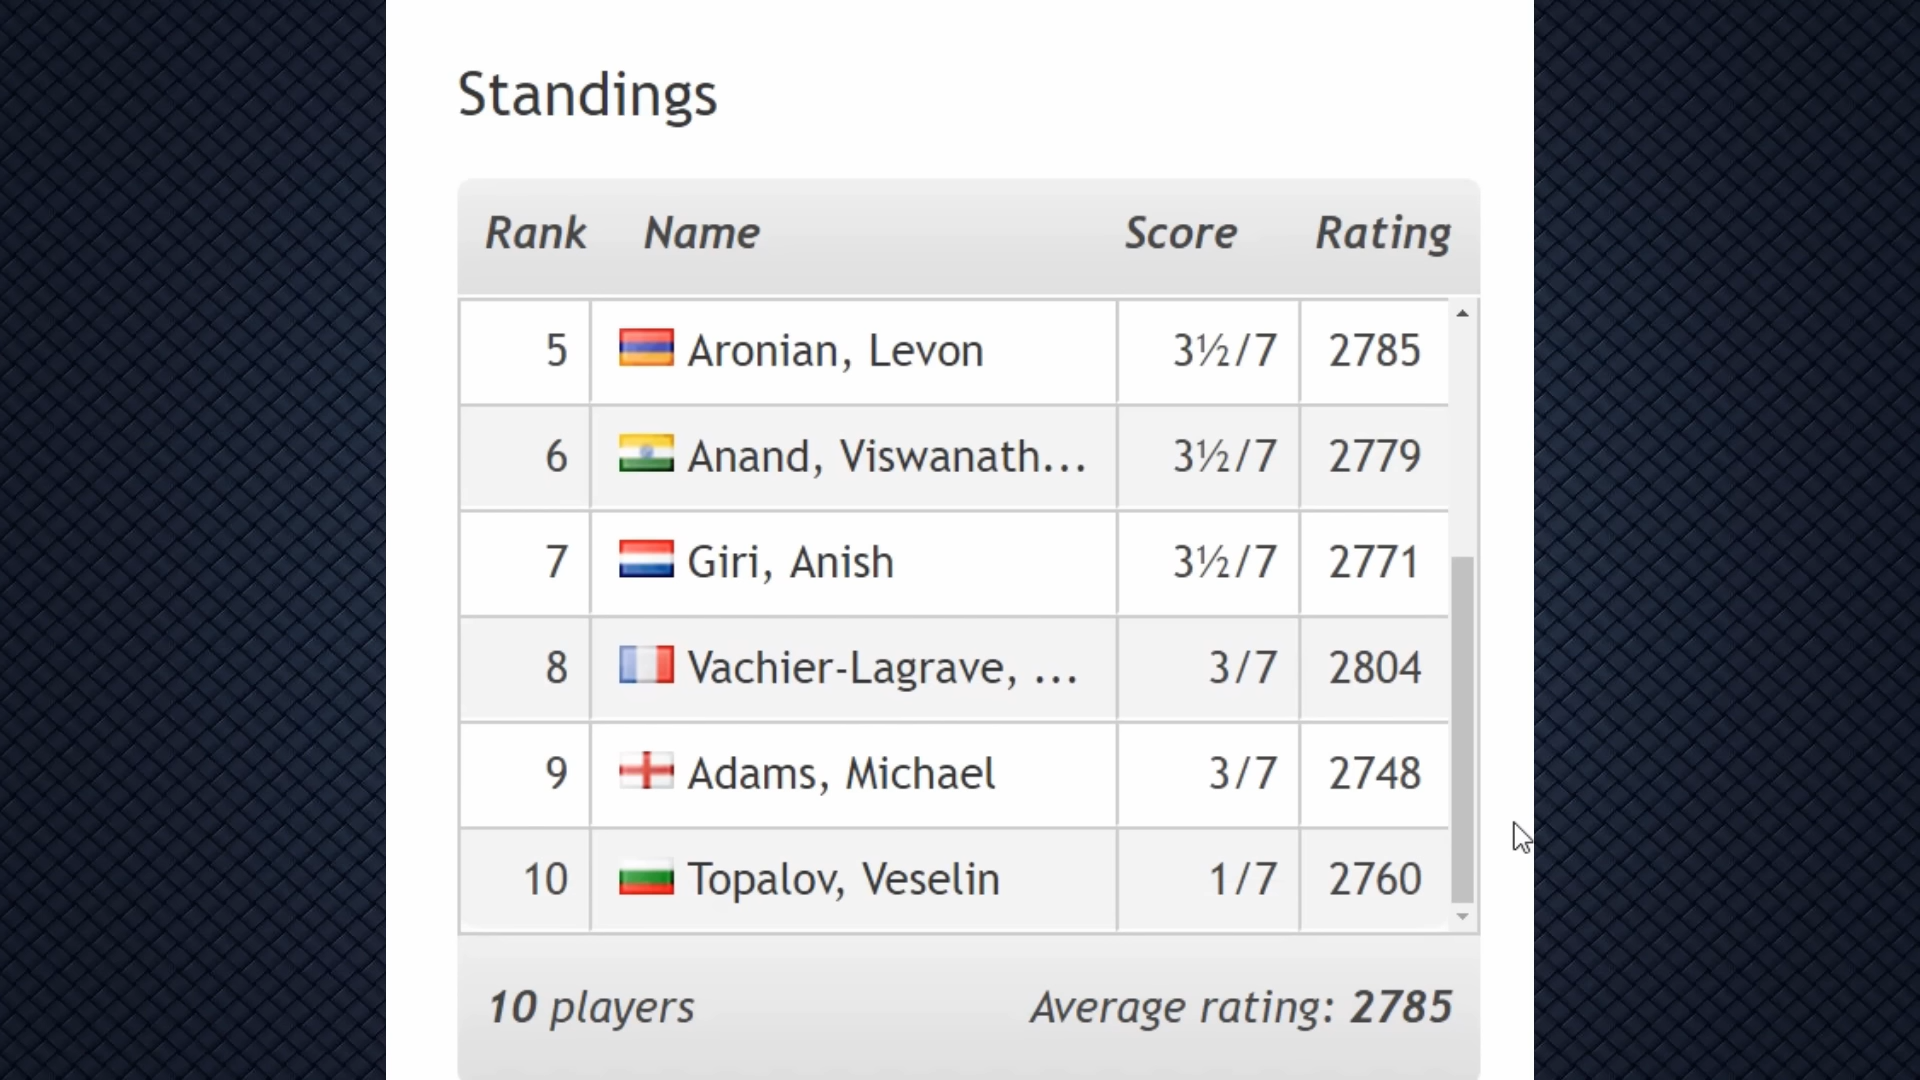 Standings
Rank Name Score Rating
5 Aronian, Levon 3½/7 2785
6 Anand, Viswanath... 3½/7 2779
7 Giri, Anish 3½/7 2771
8 Vachier-Lagrave, ... 3/7 2804
9 Adams, Michael 3/7 2748
10 Topalov, Veselin 1/7 2760
10 players Average rating: 2785